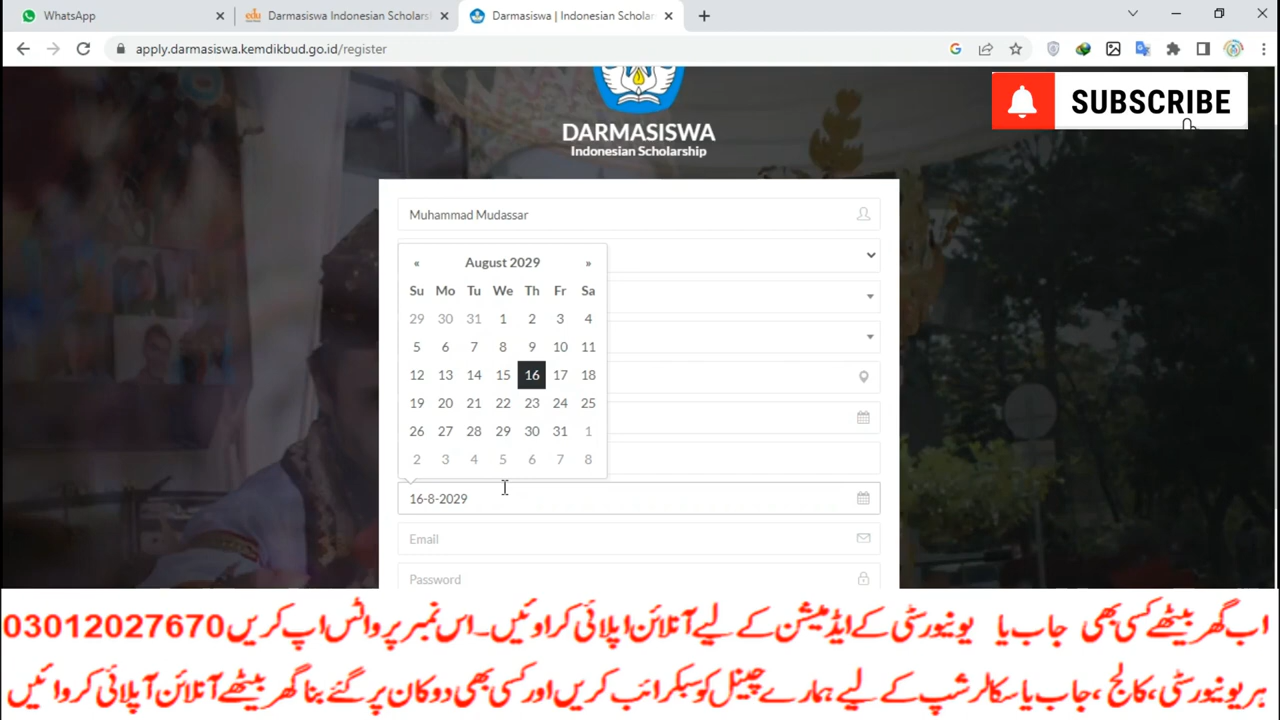 WhatsApp
Darmasiswa Indonesian Scholarsh
Darmasiswa | Indonesian Scholar
apply.darmasiswa.kemdikbud.go.id/register
SUBSCRIBE
DARMASISWA
Indonesian Scholarship
Muhammad Mudassar
« August 2029 »
Su Mo Tu We Th Fr Sa
29 30 31 1 2 3 4
5 6 7 8 9 10 11
12 13 14 15 16 17 18
19 20 21 22 23 24 25
26 27 28 29 30 31 1
2 3 4 5 6 7 8
16-8-2029
Email
Password
اب گھر بیٹھے کسی بھی جاب یا یونیورسٹی کے ایڈمیشن کے لیے آنلائن اپلائی کراوئیں۔ اس نمبر پر واٹس اپ کریں 03012027670
ہر یونیورسٹی، کالج ، جاب یا سکالرشپ کے لیے ہمارے چینل کو سبکرائب کریں اور کسی بھی دوکان پر گئے بنا گھر بیٹھے آنلائن آپلائی کروائیں